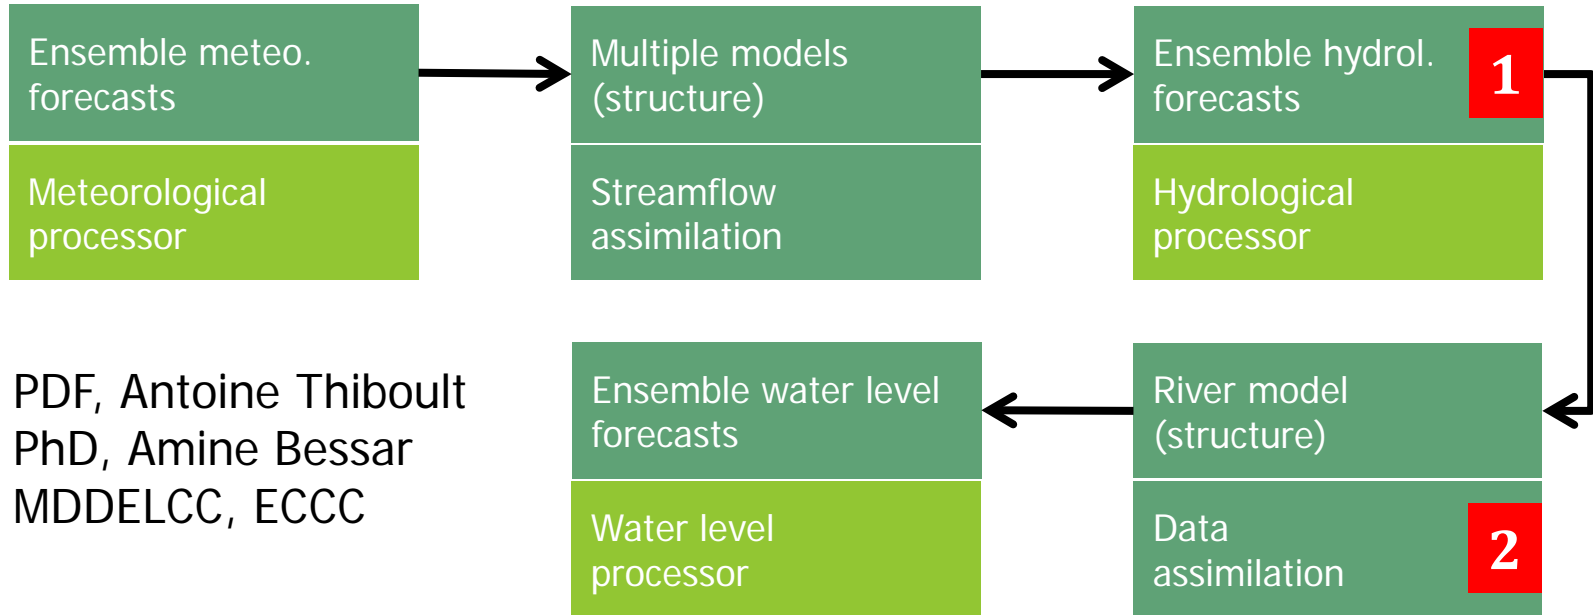 Ensemble meteo.
forecasts
Meteorological
processor
Multiple models
(structure)
Streamflow
assimilation
Ensemble hydrol.
forecasts
1
Hydrological
processor
River model
(structure)
Data
assimilation
2
Ensemble water level
forecasts
Water level
processor
PDF, Antoine Thiboult
PhD, Amine Bessar
MDDELCC, ECCC